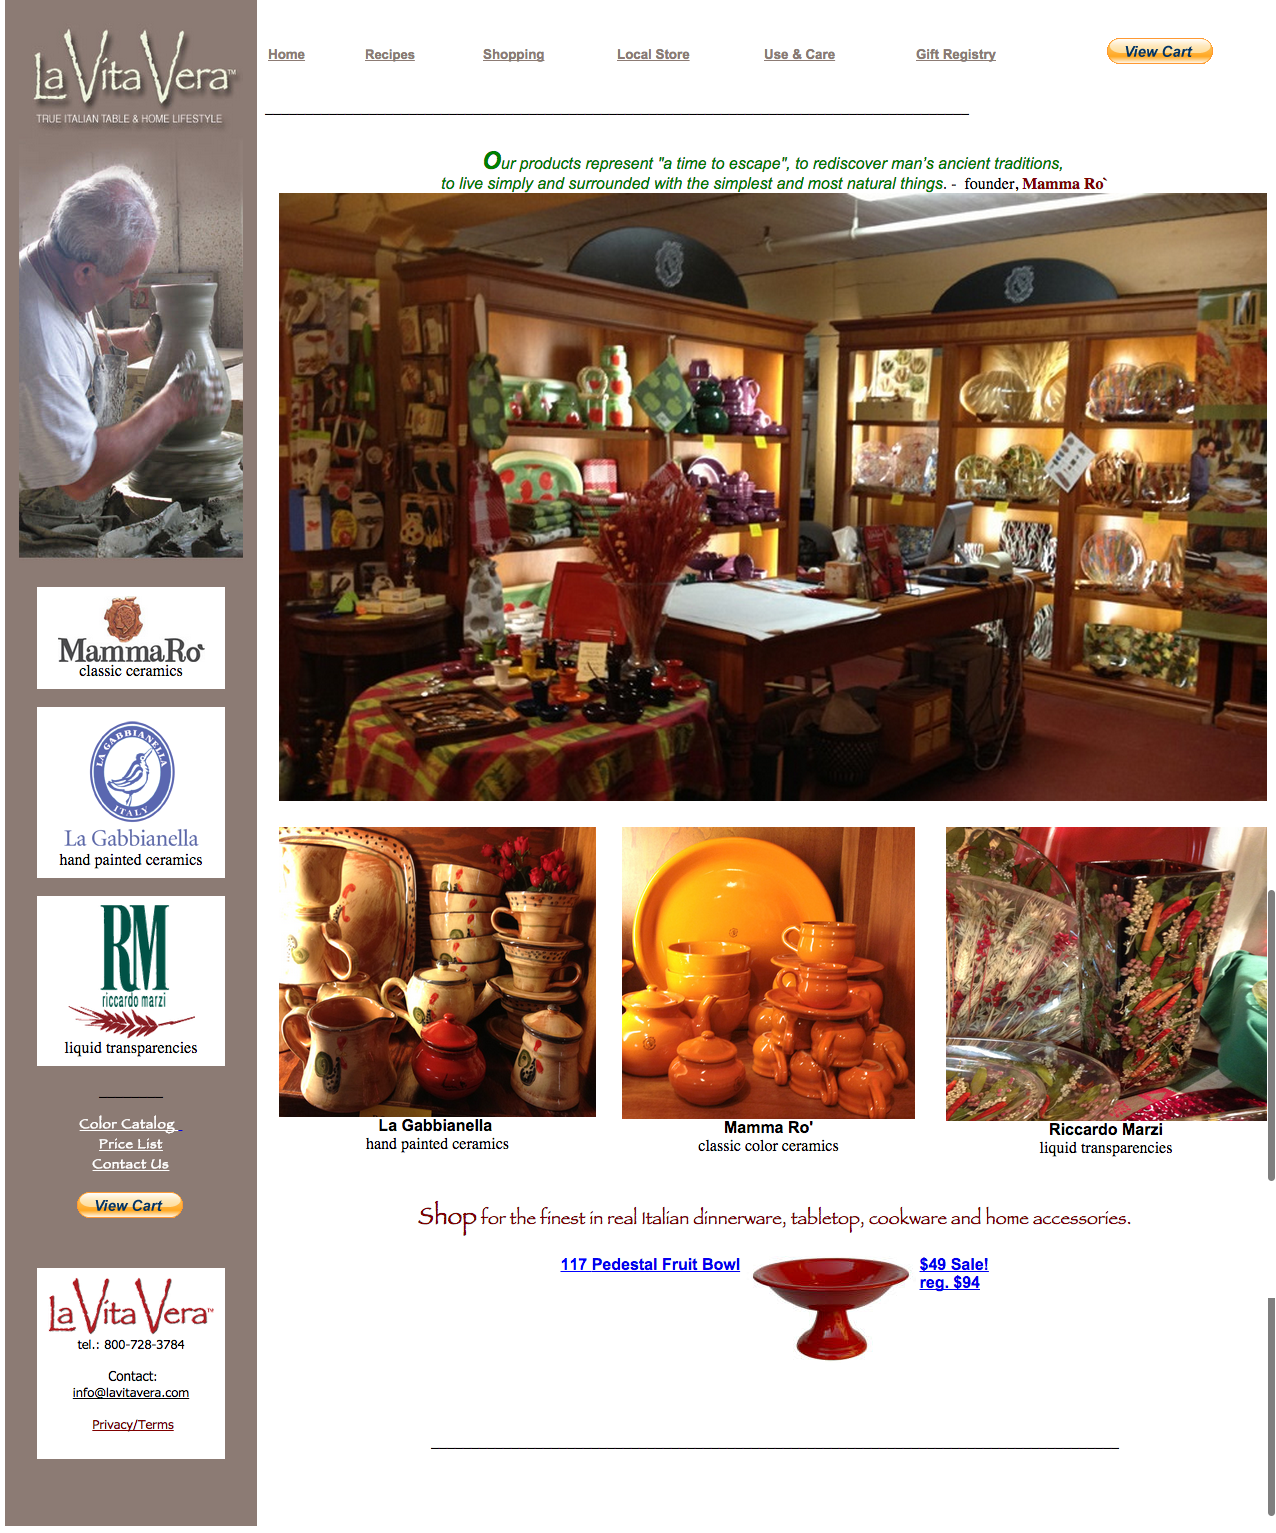 La Vita Vera™
TRUE ITALIAN TABLE & HOME LIFESTYLE
Home
Recipes
Shopping
Local Store
Use & Care
Gift Registry
View Cart
Our products represent "a time to escape", to rediscover man's ancient traditions,
to live simply and surrounded with the simplest and most natural things. - founder, Mamma Ro`
MammaRo`
classic ceramics
LA GABBIANELLA
ITALY
La Gabbianella
hand painted ceramics
RM
riccardo marzi
liquid transparencies
Color Catalog
Price List
Contact Us
View Cart
La Vita Vera™
tel.: 800-728-3784
Contact:
info@lavitavera.com
Privacy/Terms
La Gabbianella
hand painted ceramics
Mamma Ro'
classic color ceramics
Riccardo Marzi
liquid transparencies
Shop for the finest in real Italian dinnerware, tabletop, cookware and home accessories.
117 Pedestal Fruit Bowl
$49 Sale!
reg. $94